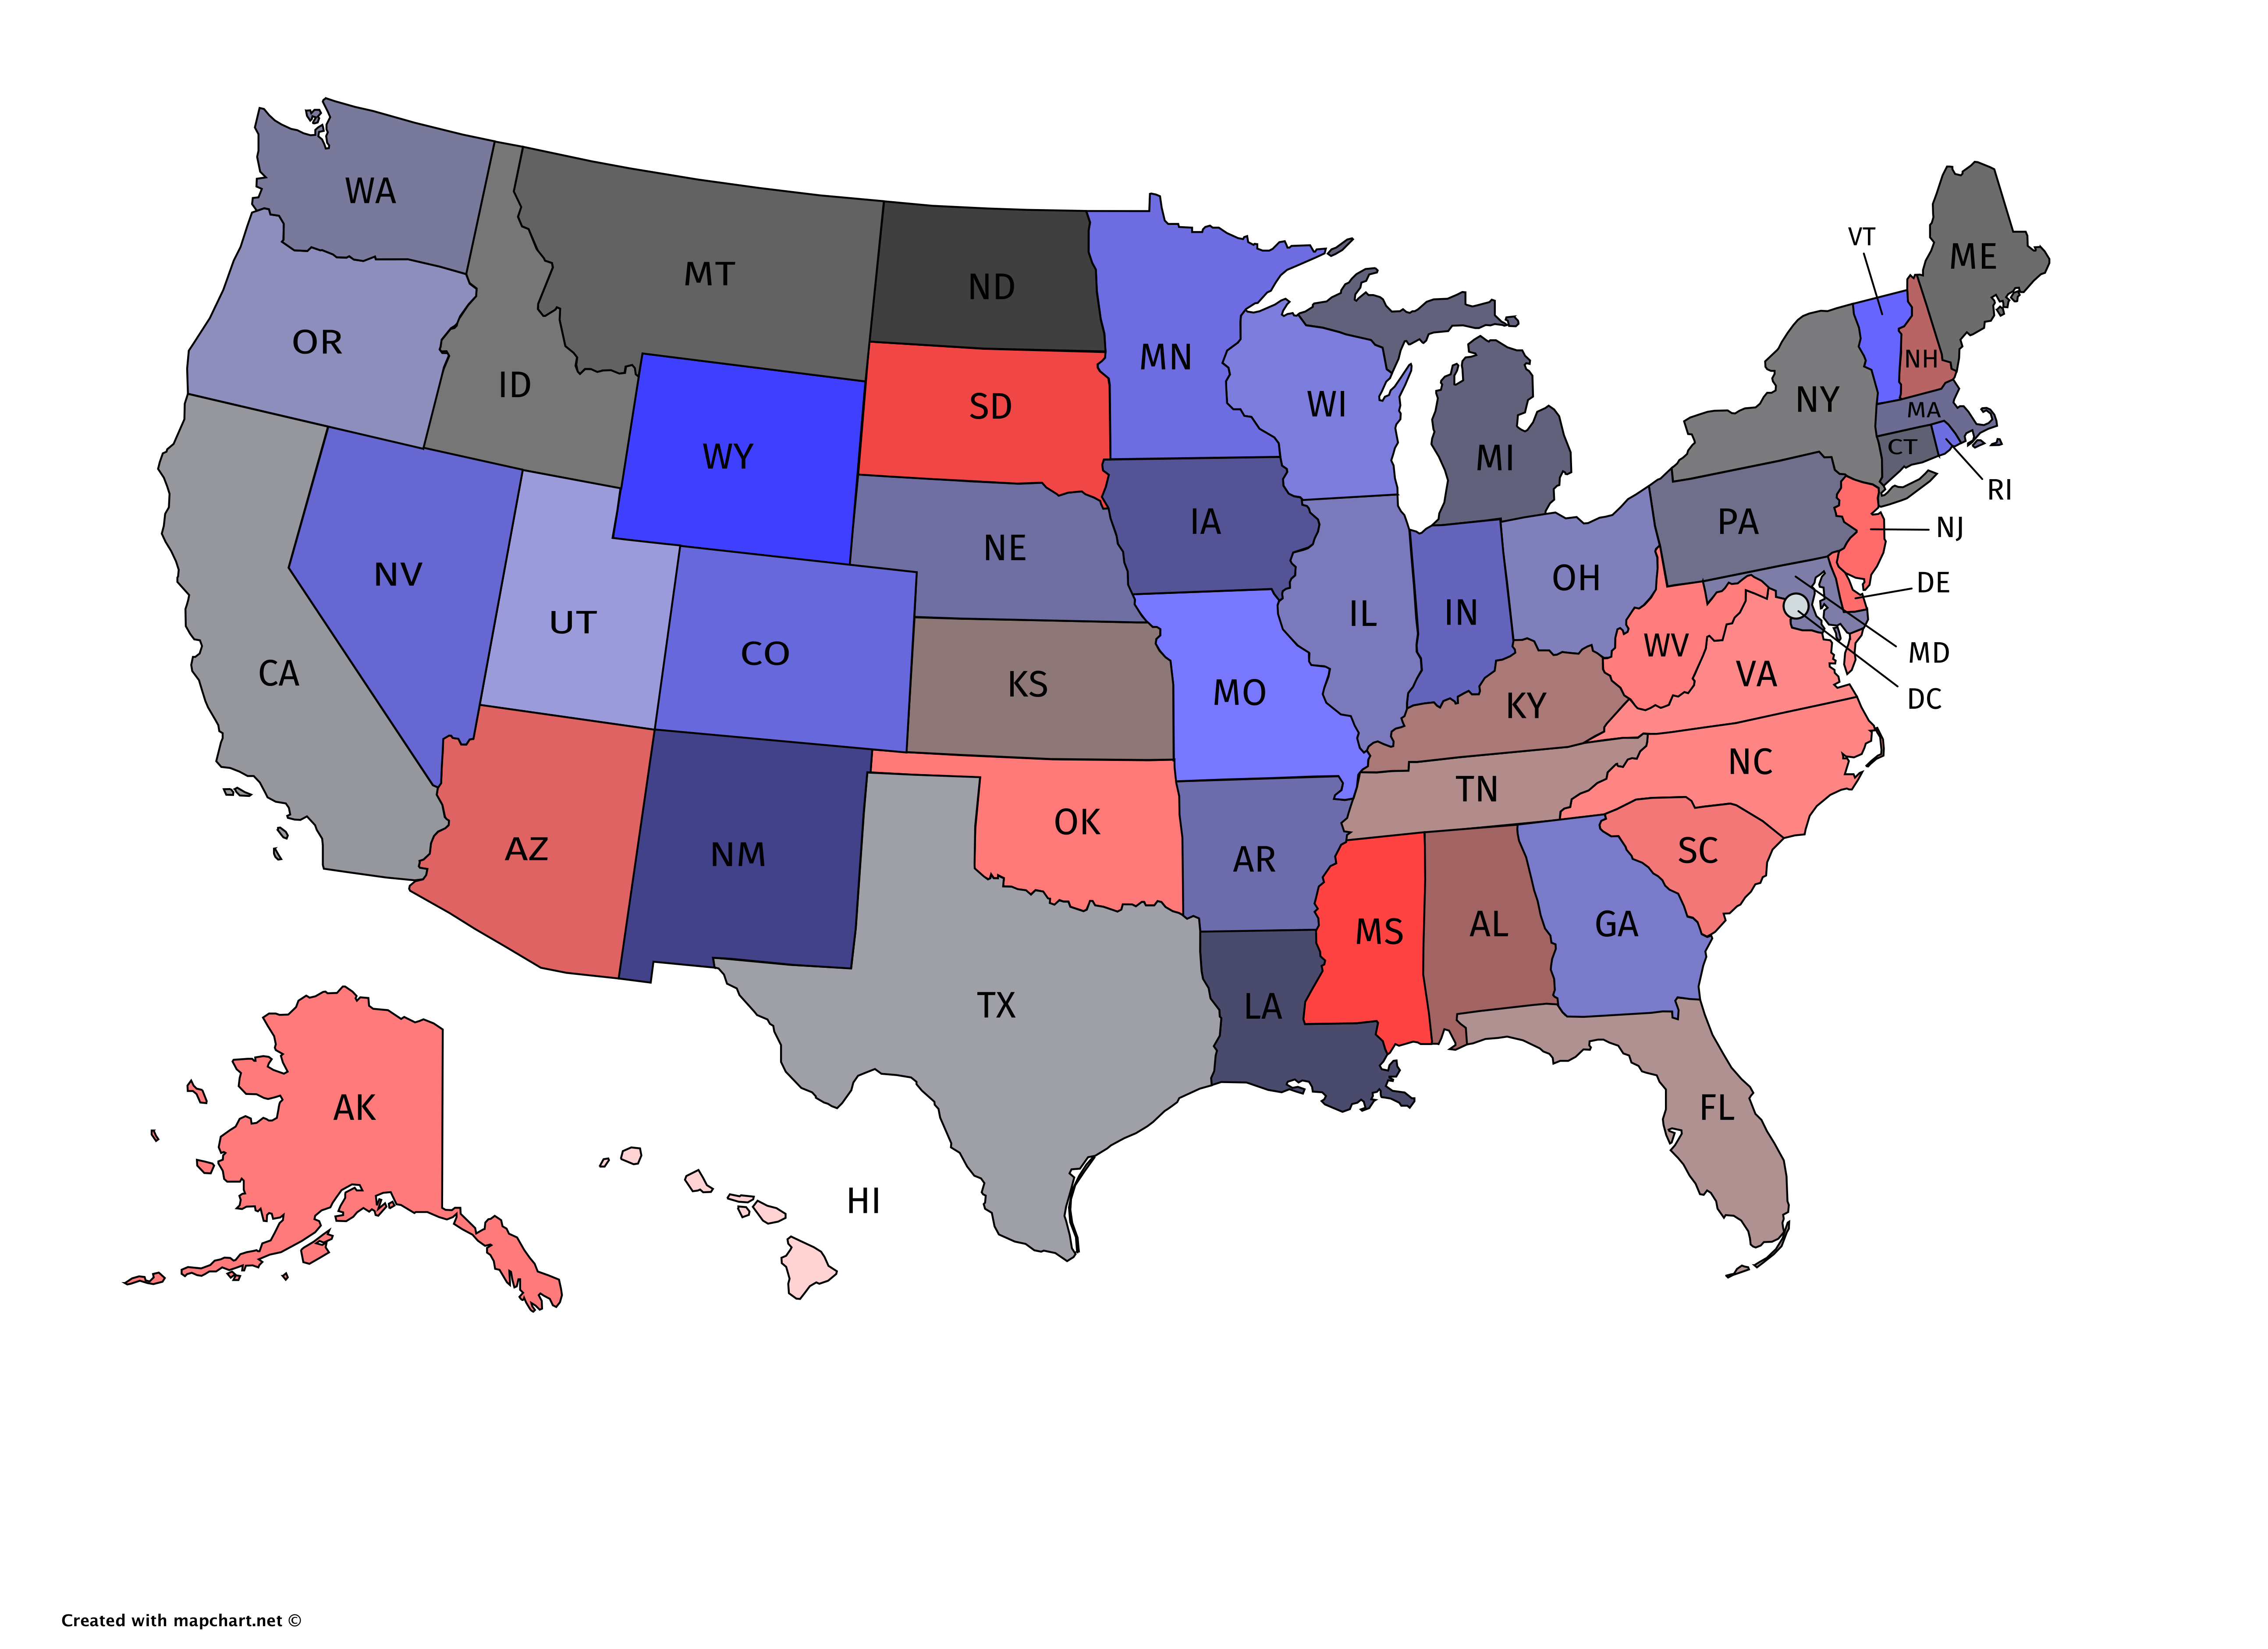 WA
MT
ND
MN
VT
ME
OR
ID
SD
WI
NH
NY
MA
WY
MI
CT
RI
NE
IA
PA
NJ
NV
UT
CO
KS
MO
IL
IN
OH
DE
CA
WV
VA
MD
DC
KY
AZ
NM
OK
TN
NC
AR
SC
TX
LA
MS
AL
GA
AK
HI
FL
Created with mapchart.net ©